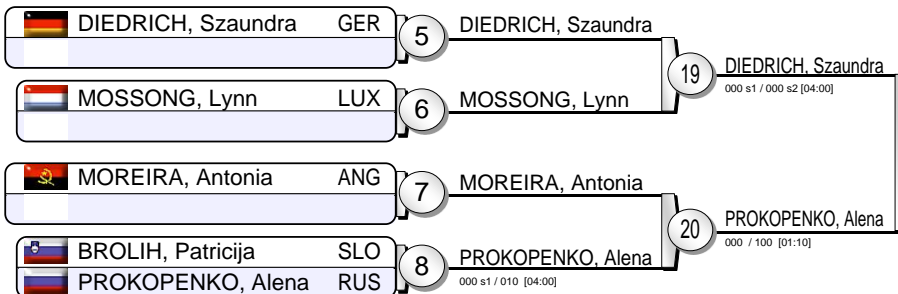 DIEDRICH, Szaundra GER
5
DIEDRICH, Szaundra
19
DIEDRICH, Szaundra
000 s1 / 000 s2 [04:00]
MOSSONG, Lynn LUX
6
MOSSONG, Lynn
MOREIRA, Antonia ANG
7
MOREIRA, Antonia
20
PROKOPENKO, Alena
000 / 100 [01:10]
BROLIH, Patricija SLO
PROKOPENKO, Alena RUS
8
PROKOPENKO, Alena
000 s1 / 010 [04:00]